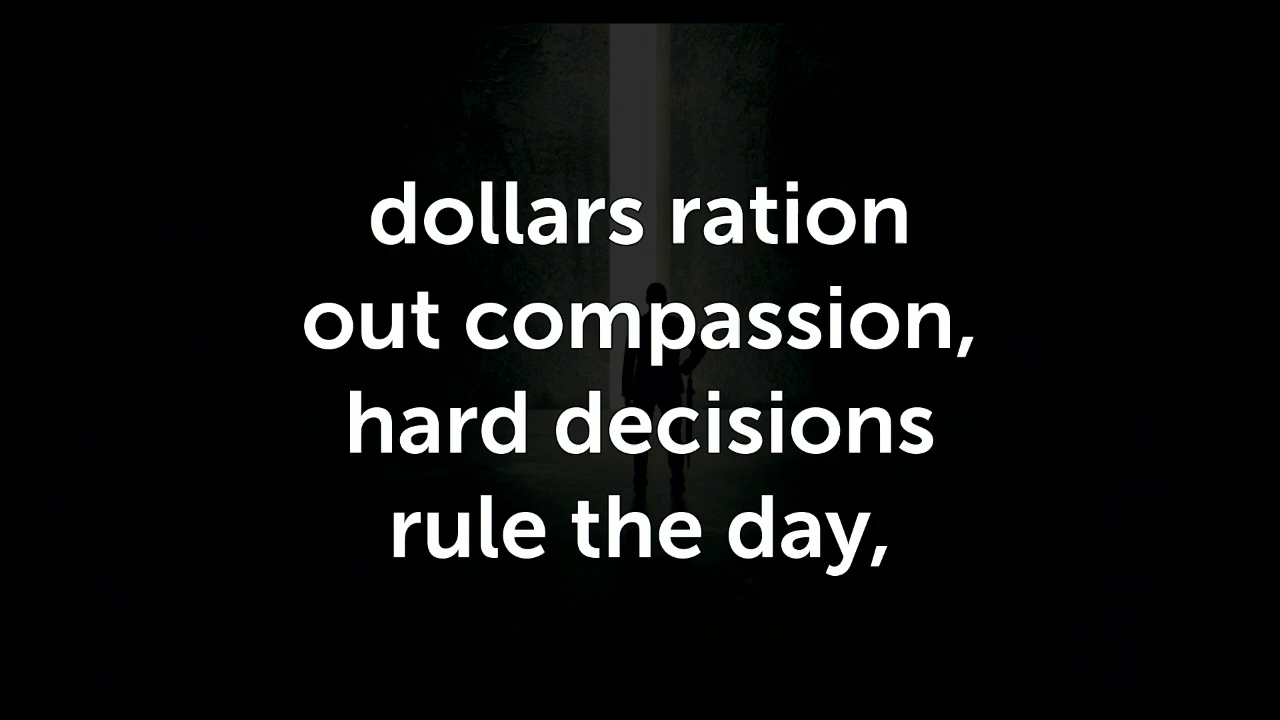 dollars ration
out compassion,
hard decisions
rule the day,